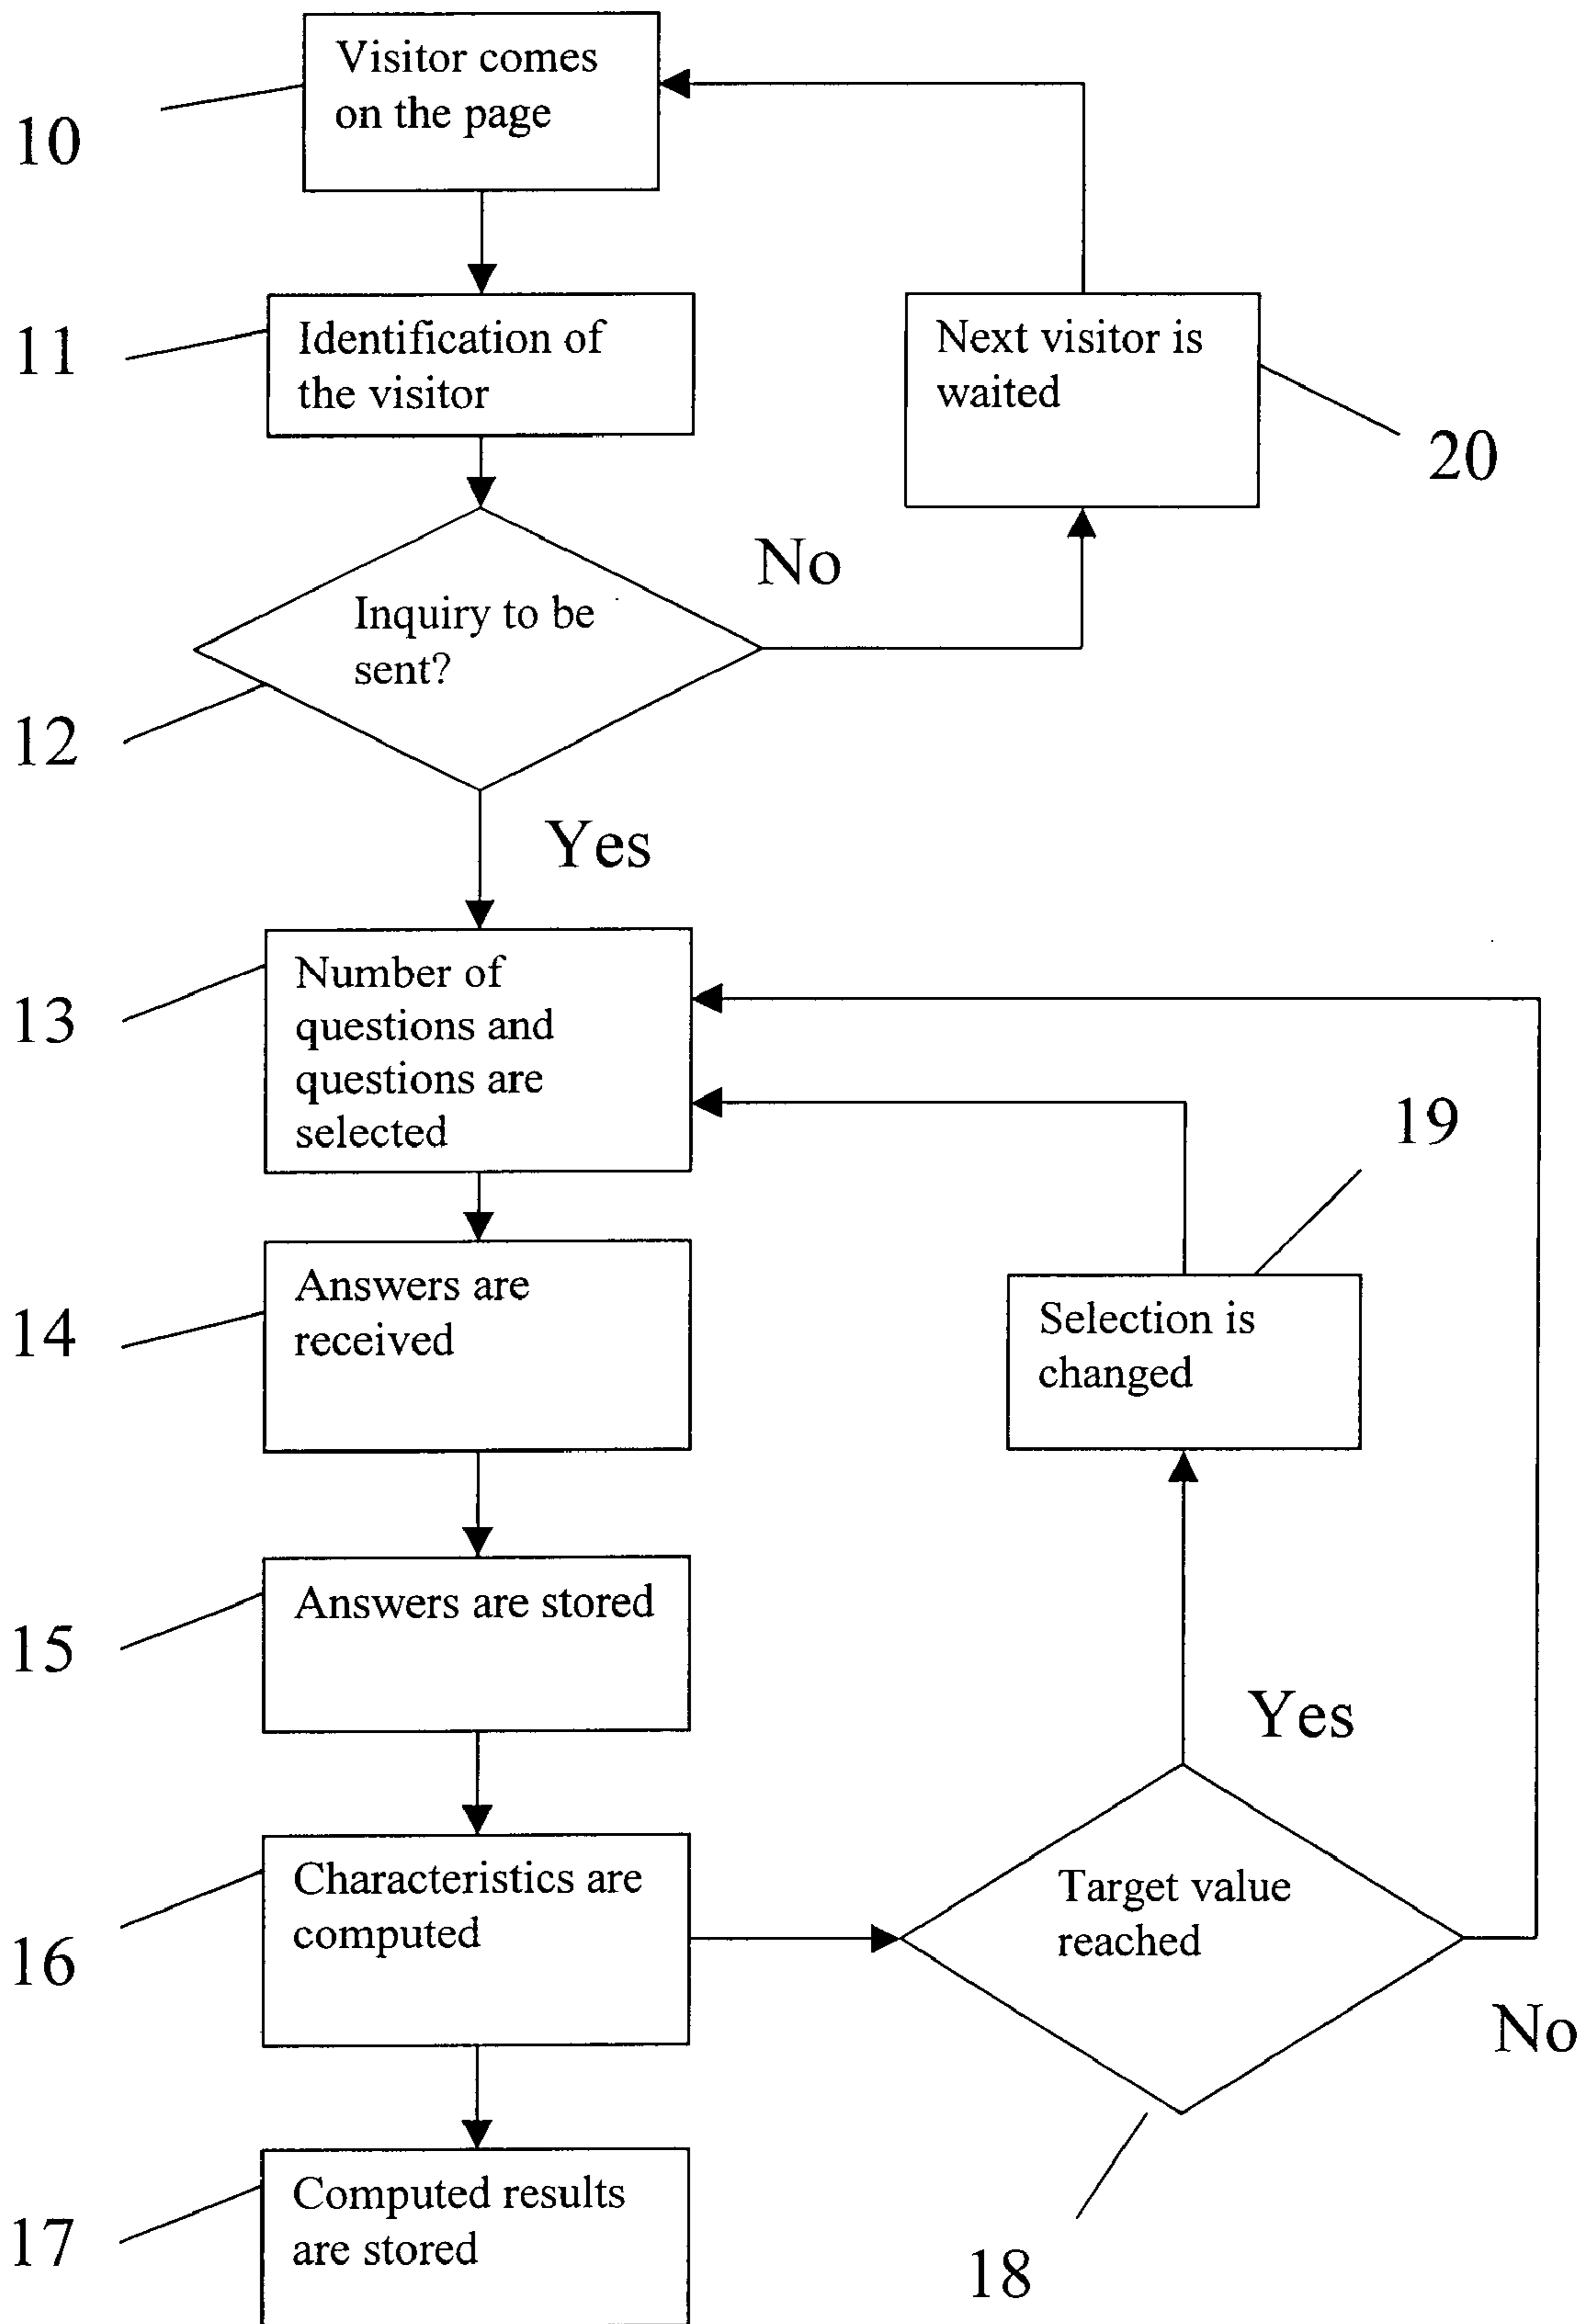 Visitor comes
on the page
10
11
Identification of
the visitor
Next visitor is
waited
20
No
Inquiry to be
sent?
12
Yes
13
Number of
questions and
questions are
selected
19
14
Answers are
received
Selection is
changed
15
Answers are stored
Yes
16
Characteristics are
computed
Target value
reached
No
17
Computed results
are stored
18